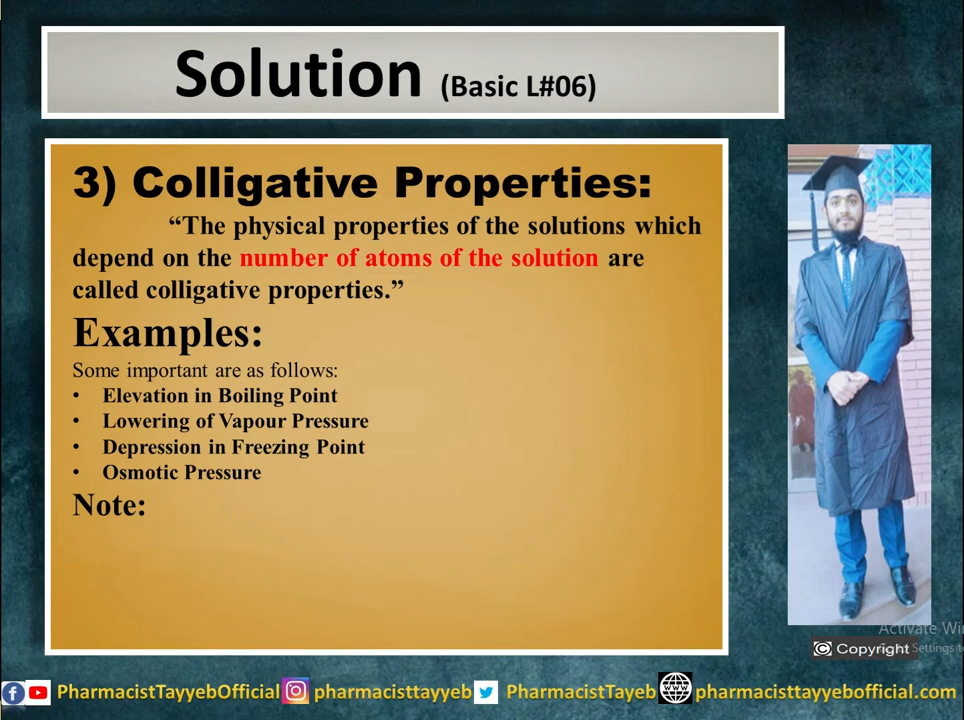 Solution (Basic L#06)
3) Colligative Properties:
“The physical properties of the solutions which
depend on the number of atoms of the solution are
called colligative properties.”
Examples:
Some important are as follows:
• Elevation in Boiling Point
• Lowering of Vapour Pressure
• Depression in Freezing Point
• Osmotic Pressure
Note:
Activate Wi
© Copyright
Settings t
PharmacistTayyebOfficial pharmacisttayyeb PharmacistTayeb pharmacisttayyebofficial.com